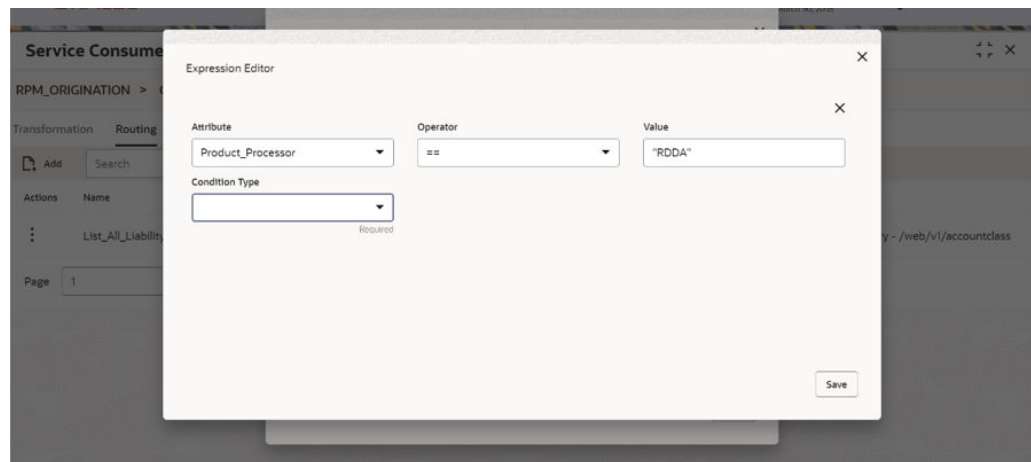 Service Consume
RPM_ORIGINATION >
Transformation Routing
Add Search
Actions Name
List_All_Liability
y - /web/v1/accountclass
Page 1
Expression Editor
Attribute Operator Value
Product_Processor == "RDDA"
Condition Type
Required
Save